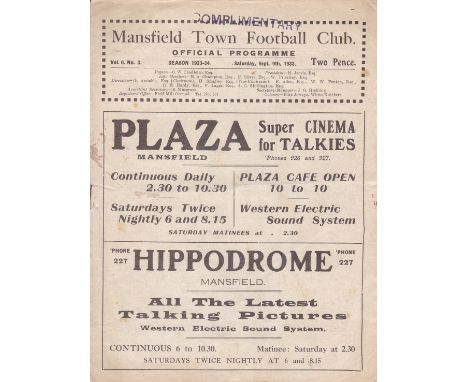 COMPLIMENTARY
Mansfield Town Football Club.
OFFICIAL PROGRAMME
Vol. 6. No. 3. SEASON 1933-34 Saturday, Sept. 9th, 1933. Two Pence.
PLAZA
MANSFIELD
Super CINEMA
for TALKIES
'Phones 926 and 927.
Continuous Daily
2.30 to 10.30
PLAZA CAFE OPEN
10 to 10
Saturdays Twice
Nightly 6 and 8.15
Western Electric
Sound System
SATURDAY MATINEES at . 2.30
'PHONE
227
HIPPODROME
MANSFIELD.
'PHONE
227
All The Latest
Talking Pictures
Western Electric Sound System.
CONTINUOUS 6 to 10.30. Matinee: Saturday at 2.30
SATURDAYS TWICE NIGHTLY AT 6 and 8.15